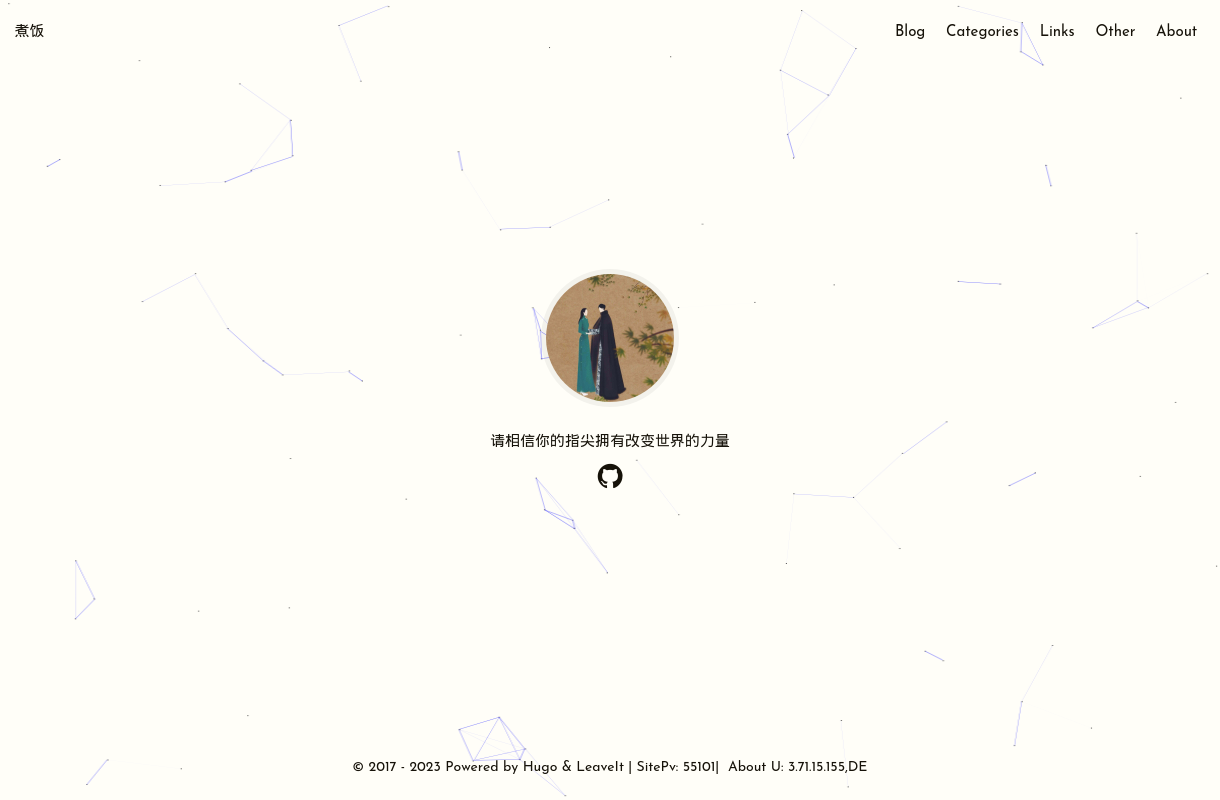 煮饭
Blog Categories Links Other About
请相信你的指尖拥有改变世界的力量
© 2017 - 2023 Powered by Hugo & LeaveIt | SitePv: 55101| About U: 3.71.15.155,DE